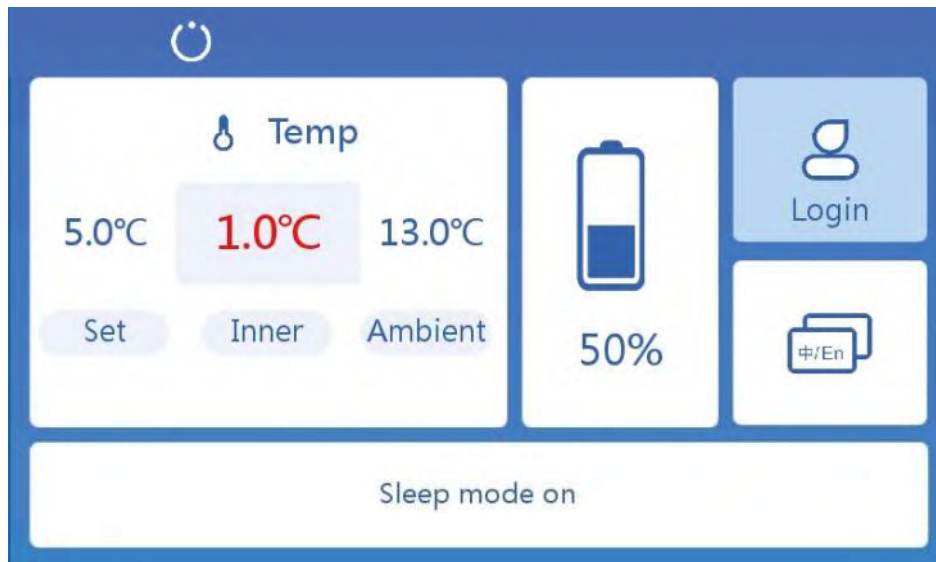 Temp
5.0℃ 1.0℃ 13.0℃
Set Inner Ambient
50%
Login
中/En
Sleep mode on